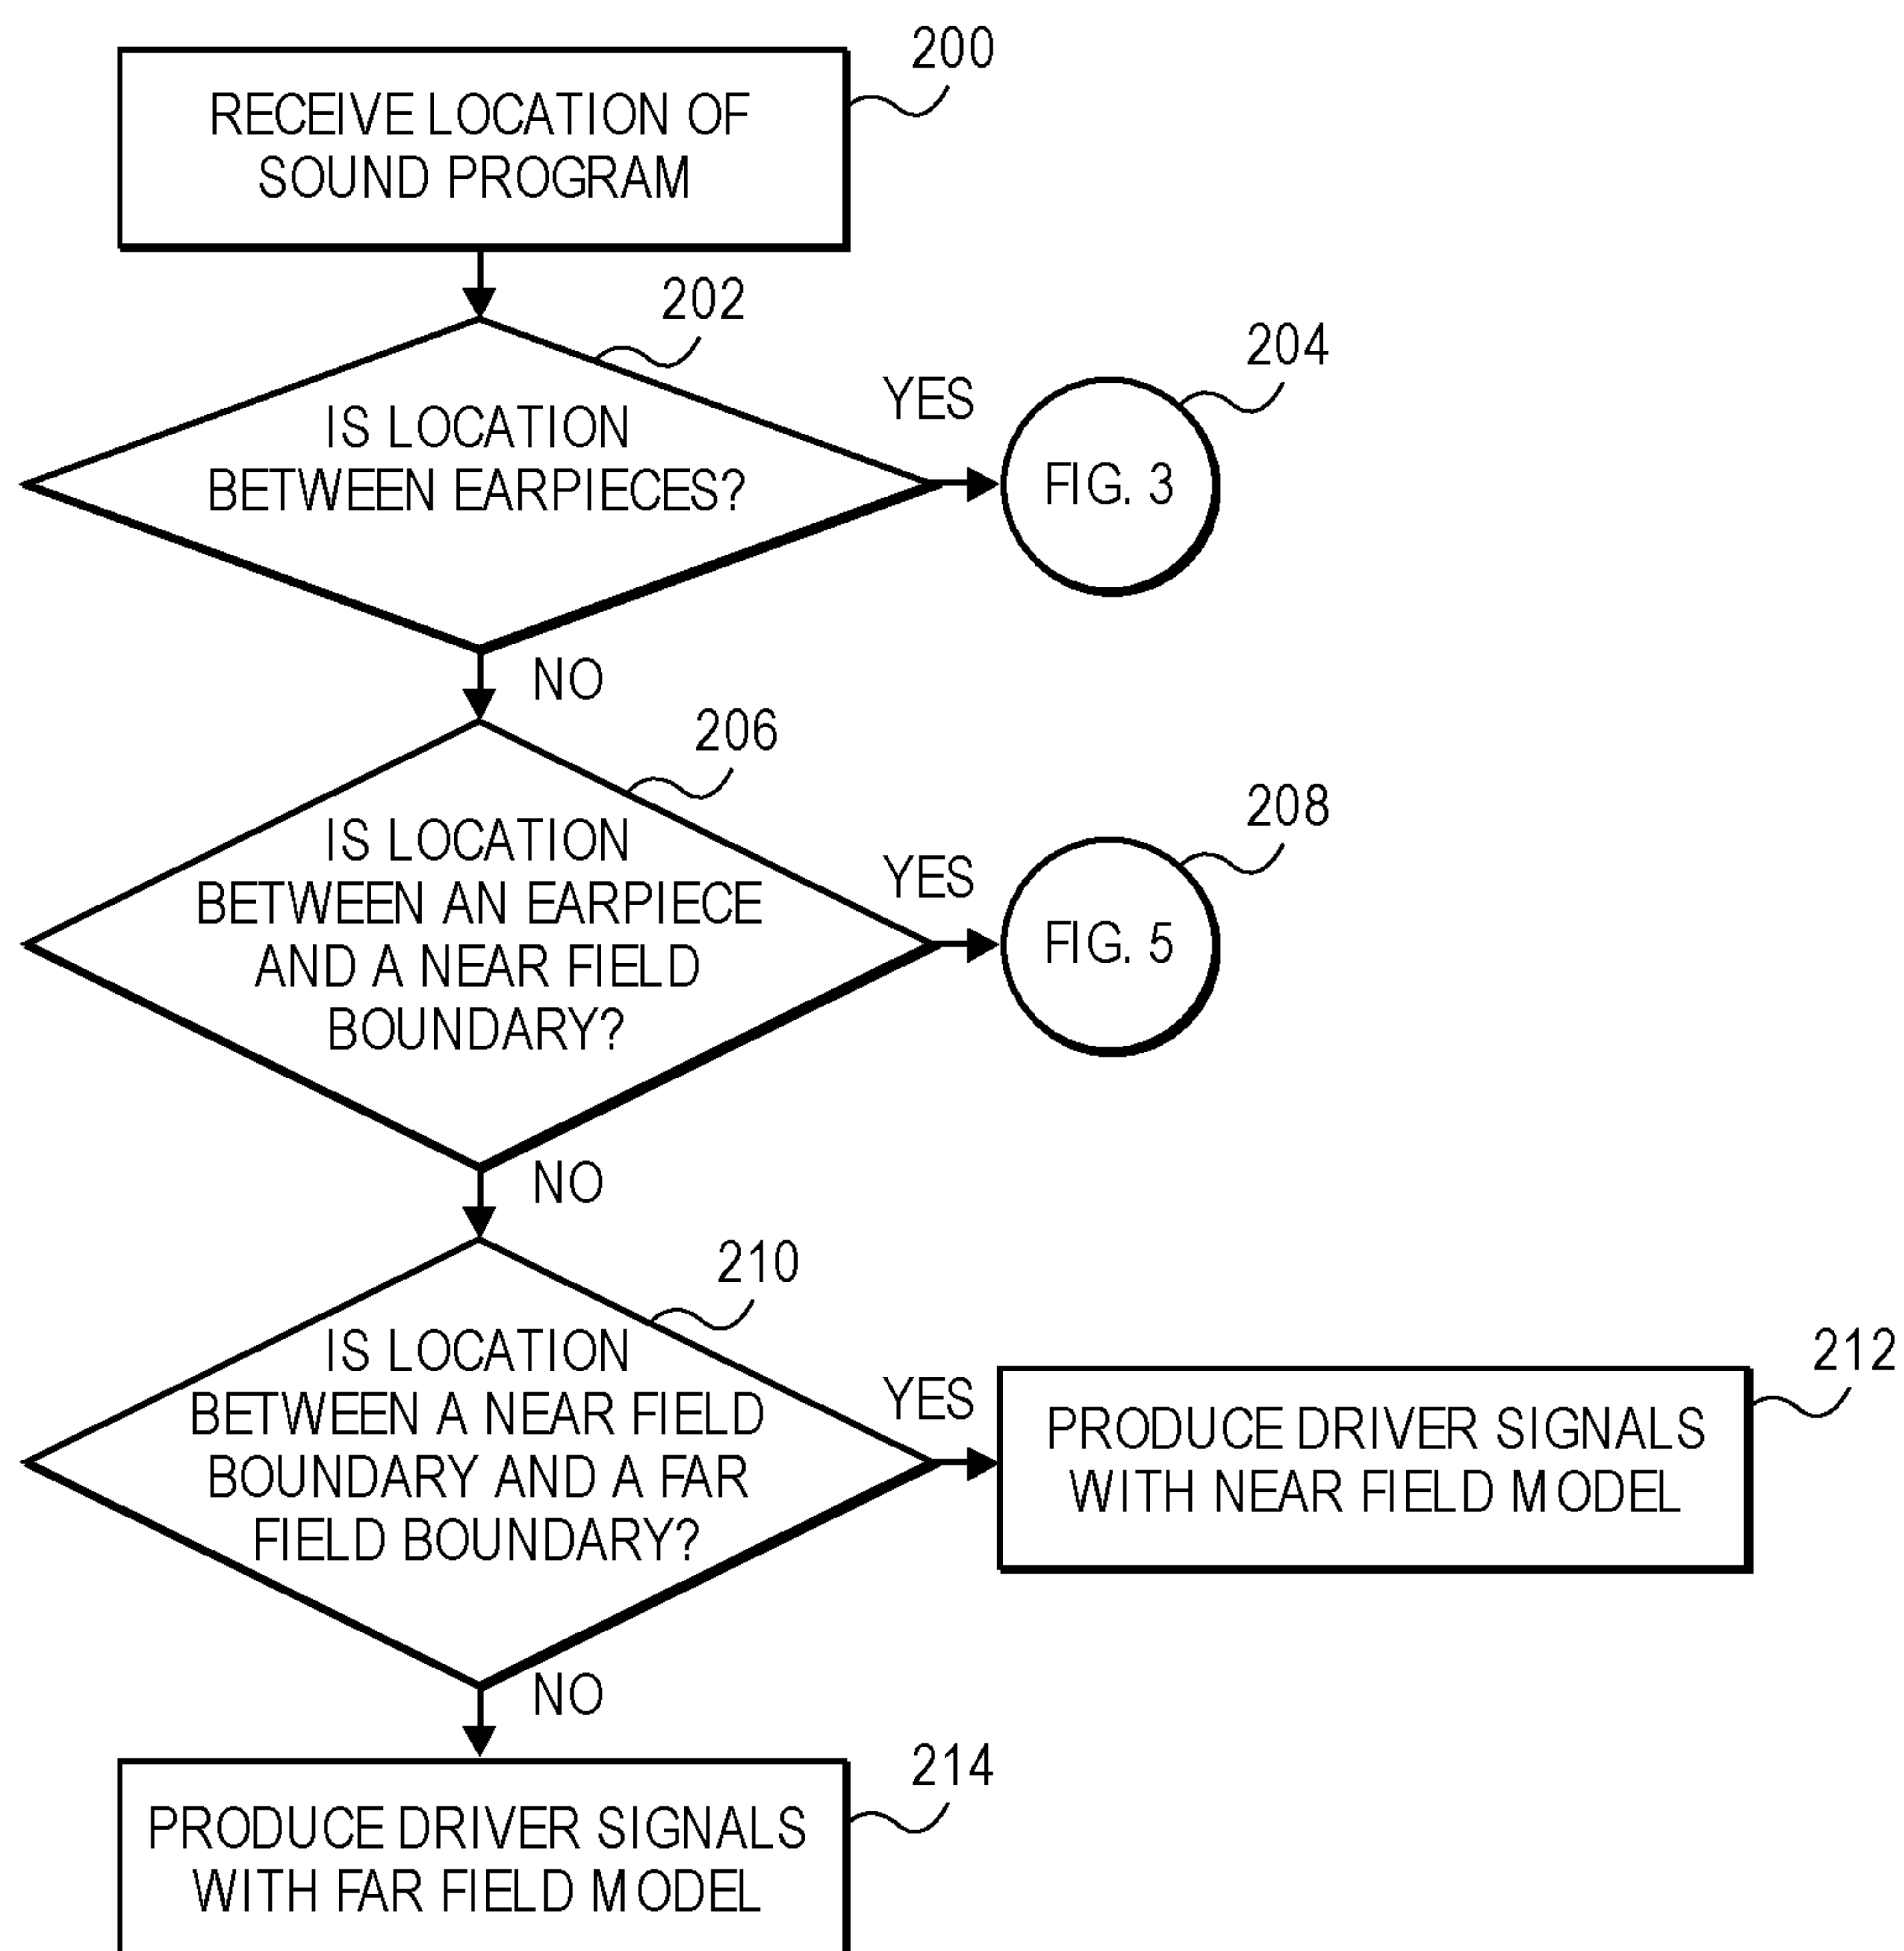 200
RECEIVE LOCATION OF
SOUND PROGRAM
202
IS LOCATION
BETWEEN EARPIECES?
YES
204
FIG. 3
NO
206
IS LOCATION
BETWEEN AN EARPIECE
AND A NEAR FIELD
BOUNDARY?
YES
208
FIG. 5
NO
210
IS LOCATION
BETWEEN A NEAR FIELD
BOUNDARY AND A FAR
FIELD BOUNDARY?
YES
212
PRODUCE DRIVER SIGNALS
WITH NEAR FIELD MODEL
NO
214
PRODUCE DRIVER SIGNALS
WITH FAR FIELD MODEL